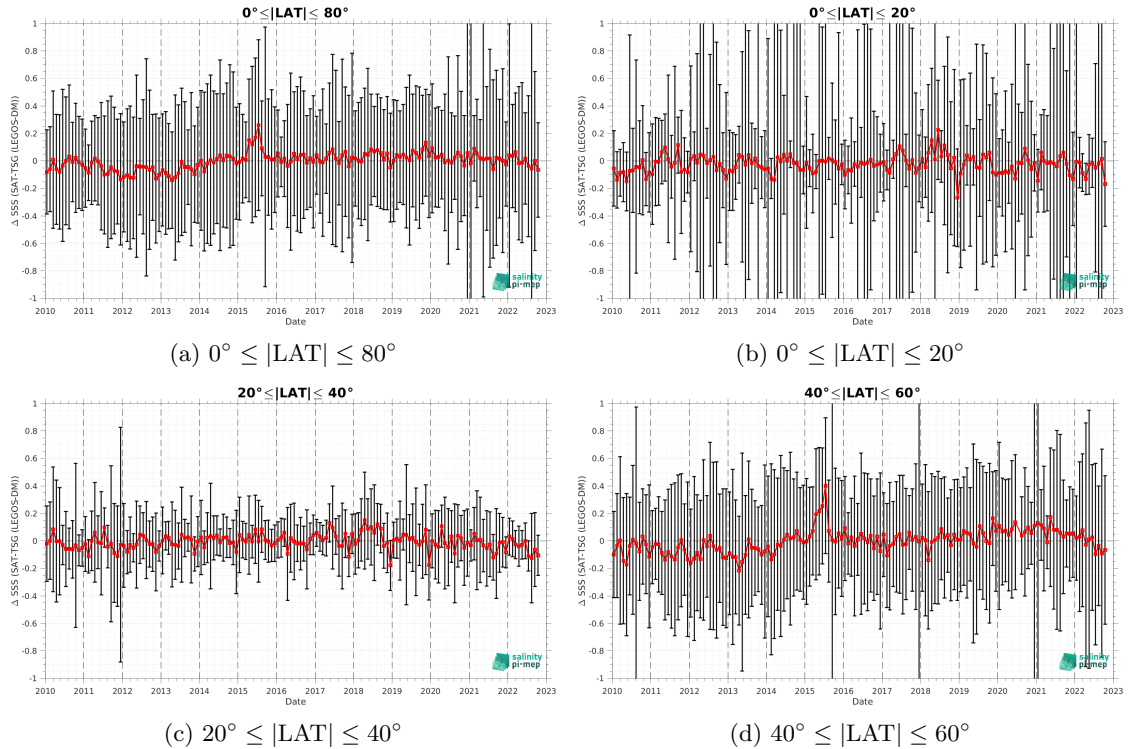 0°≤|LAT|≤ 80°
Δ SSS (SAT-TSG (LEGOS-DM))
1
0.8
0.6
0.4
0.2
0
-0.2
-0.4
-0.6
-0.8
-1
salinity
pi-mep
2010 2011 2012 2013 2014 2015 2016 2017 2018 2019 2020 2021 2022 2023
Date
(a) 0° ≤ |LAT| ≤ 80°
0°≤|LAT|≤ 20°
Δ SSS (SAT-TSG (LEGOS-DM))
1
0.8
0.6
0.4
0.2
0
-0.2
-0.4
-0.6
-0.8
-1
salinity
pi-mep
2010 2011 2012 2013 2014 2015 2016 2017 2018 2019 2020 2021 2022 2023
Date
(b) 0° ≤ |LAT| ≤ 20°
20°≤|LAT|≤ 40°
Δ SSS (SAT-TSG (LEGOS-DM))
1
0.8
0.6
0.4
0.2
0
-0.2
-0.4
-0.6
-0.8
-1
salinity
pi-mep
2010 2011 2012 2013 2014 2015 2016 2017 2018 2019 2020 2021 2022 2023
Date
(c) 20° ≤ |LAT| ≤ 40°
40°≤|LAT|≤ 60°
Δ SSS (SAT-TSG (LEGOS-DM))
1
0.8
0.6
0.4
0.2
0
-0.2
-0.4
-0.6
-0.8
-1
salinity
pi-mep
2010 2011 2012 2013 2014 2015 2016 2017 2018 2019 2020 2021 2022 2023
Date
(d) 40° ≤ |LAT| ≤ 60°